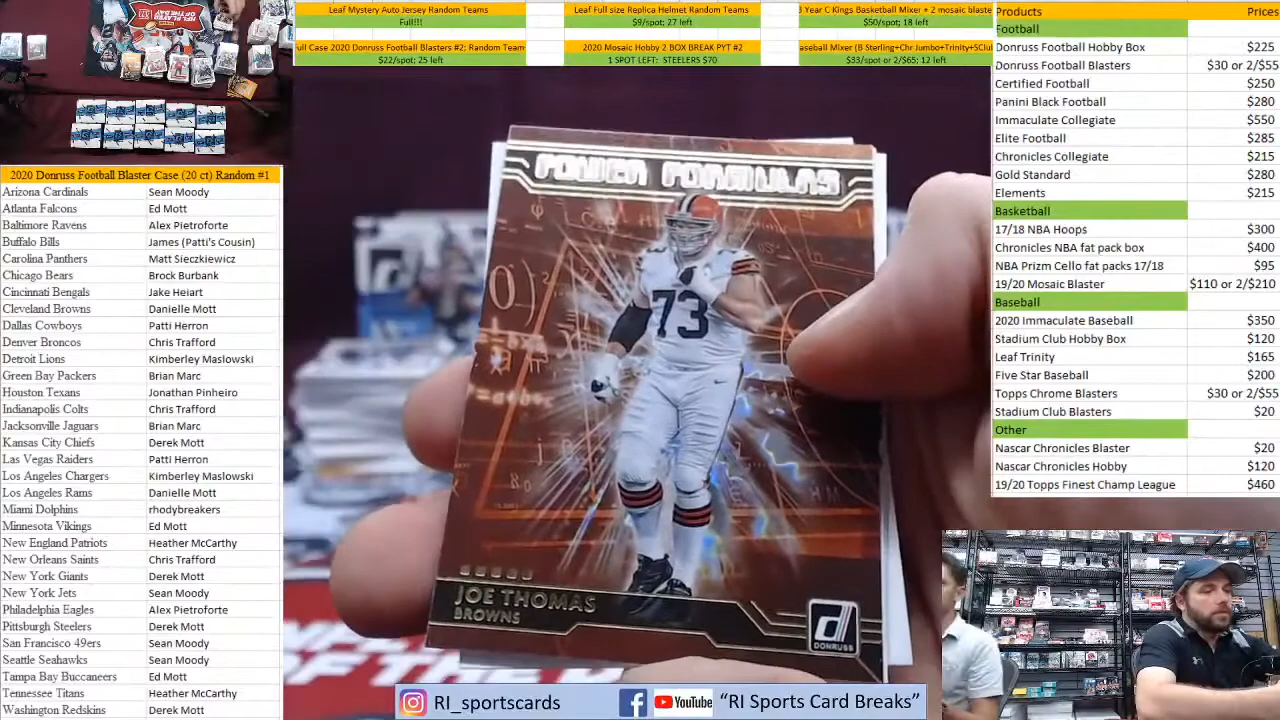 Leaf Mystery Auto Jersey Random Teams
Full!!!
Leaf Full size Replica Helmet Random Teams
$9/spot; 27 left
3 Year C Kings Basketball Mixer + 2 mosaic blaste
$50/spot; 18 left
ull Case 2020 Donruss Football Blasters #2; Random Team
$22/spot; 25 left
2020 Mosaic Hobby 2 BOX BREAK PYT #2
1 SPOT LEFT: STEELERS $70
aseball Mixer (B Sterling+Chr Jumbo+Trinity+SClul
$33/spot or 2/$65; 12 left
Products Prices
Football
Donruss Football Hobby Box $225
Donruss Football Blasters $30 or 2/$55
Certified Football $250
Panini Black Football $280
Immaculate Collegiate $550
Elite Football $285
Chronicles Collegiate $215
Gold Standard $280
Elements $215
Basketball
17/18 NBA Hoops $300
Chronicles NBA fat pack box $400
NBA Prizm Cello fat packs 17/18 $95
19/20 Mosaic Blaster $110 or 2/$210
Baseball
2020 Immaculate Baseball $350
Stadium Club Hobby Box $120
Leaf Trinity $165
Five Star Baseball $200
Topps Chrome Blasters $30 or 2/$55
Stadium Club Blasters $20
Other
Nascar Chronicles Blaster $20
Nascar Chronicles Hobby $120
19/20 Topps Finest Champ League $460
2020 Donruss Football Blaster Case (20 ct) Random #1
Arizona Cardinals Sean Moody
Atlanta Falcons Ed Mott
Baltimore Ravens Alex Pietroforte
Buffalo Bills James (Patti's Cousin)
Carolina Panthers Matt Sieczkiewicz
Chicago Bears Brock Burbank
Cincinnati Bengals Jake Heiart
Cleveland Browns Danielle Mott
Dallas Cowboys Patti Herron
Denver Broncos Chris Trafford
Detroit Lions Kimberley Maslowski
Green Bay Packers Brian Marc
Houston Texans Jonathan Pinheiro
Indianapolis Colts Chris Trafford
Jacksonville Jaguars Brian Marc
Kansas City Chiefs Derek Mott
Las Vegas Raiders Patti Herron
Los Angeles Chargers Kimberley Maslowski
Los Angeles Rams Danielle Mott
Miami Dolphins rhodybreakers
Minnesota Vikings Ed Mott
New England Patriots Heather McCarthy
New Orleans Saints Chris Trafford
New York Giants Derek Mott
New York Jets Sean Moody
Philadelphia Eagles Alex Pietroforte
Pittsburgh Steelers Derek Mott
San Francisco 49ers Sean Moody
Seattle Seahawks Sean Moody
Tampa Bay Buccaneers Ed Mott
Tennessee Titans Heather McCarthy
Washington Redskins Derek Mott
POWER FORMULAS
73
JOE THOMAS
BROWNS
DONRUSS
RI_sportscards
YouTube
"RI Sports Card Breaks"